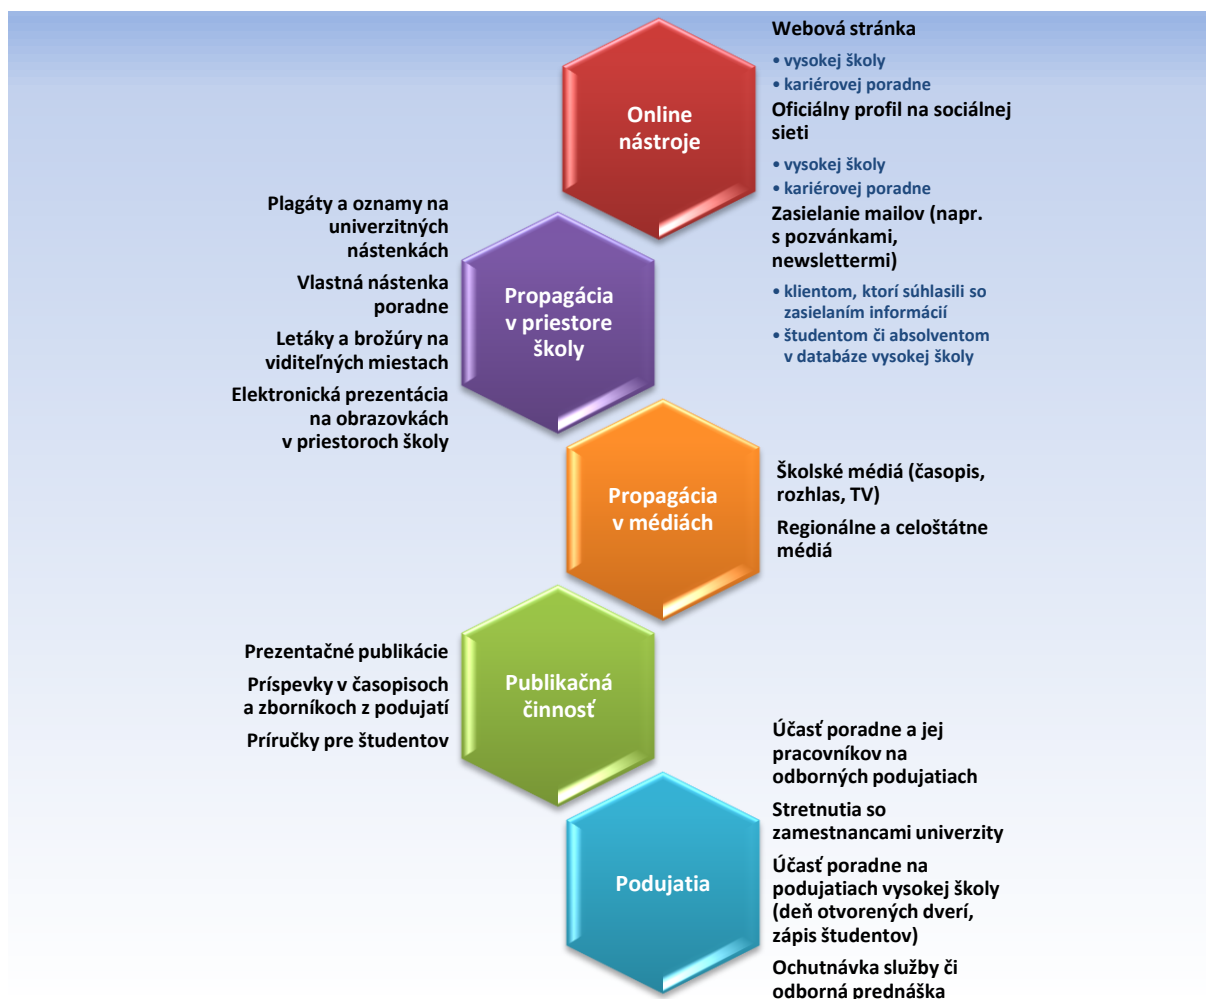 Online
nástroje
Webová stránka
• vysokej školy
• kariérovej poradne
Oficiálny profil na sociálnej
sieti
• vysokej školy
• kariérovej poradne
Zasielanie mailov (napr.
s pozvánkami,
newslettermi)
• klientom, ktorí súhlasili so
zasielaním informácií
• študentom či absolventom
v databáze vysokej školy
Propagácia
v priestore
školy
Plagáty a oznamy na
univerzitných
nástenkách
Vlastná nástenka
poradne
Letáky a brožúry na
viditeľných miestach
Elektronická prezentácia
na obrazovkách
v priestoroch školy
Propagácia
v médiách
Školské médiá (časopis,
rozhlas, TV)
Regionálne a celoštátne
médiá
Publikačná
činnosť
Prezentačné publikácie
Príspevky v časopisoch
a zborníkoch z podujatí
Príručky pre študentov
Podujatia
Účasť poradne a jej
pracovníkov na
odborných podujatiach
Stretnutia so
zamestnancami univerzity
Účasť poradne na
podujatiach vysokej školy
(deň otvorených dverí,
zápis študentov)
Ochutnávka služby či
odborná prednáška